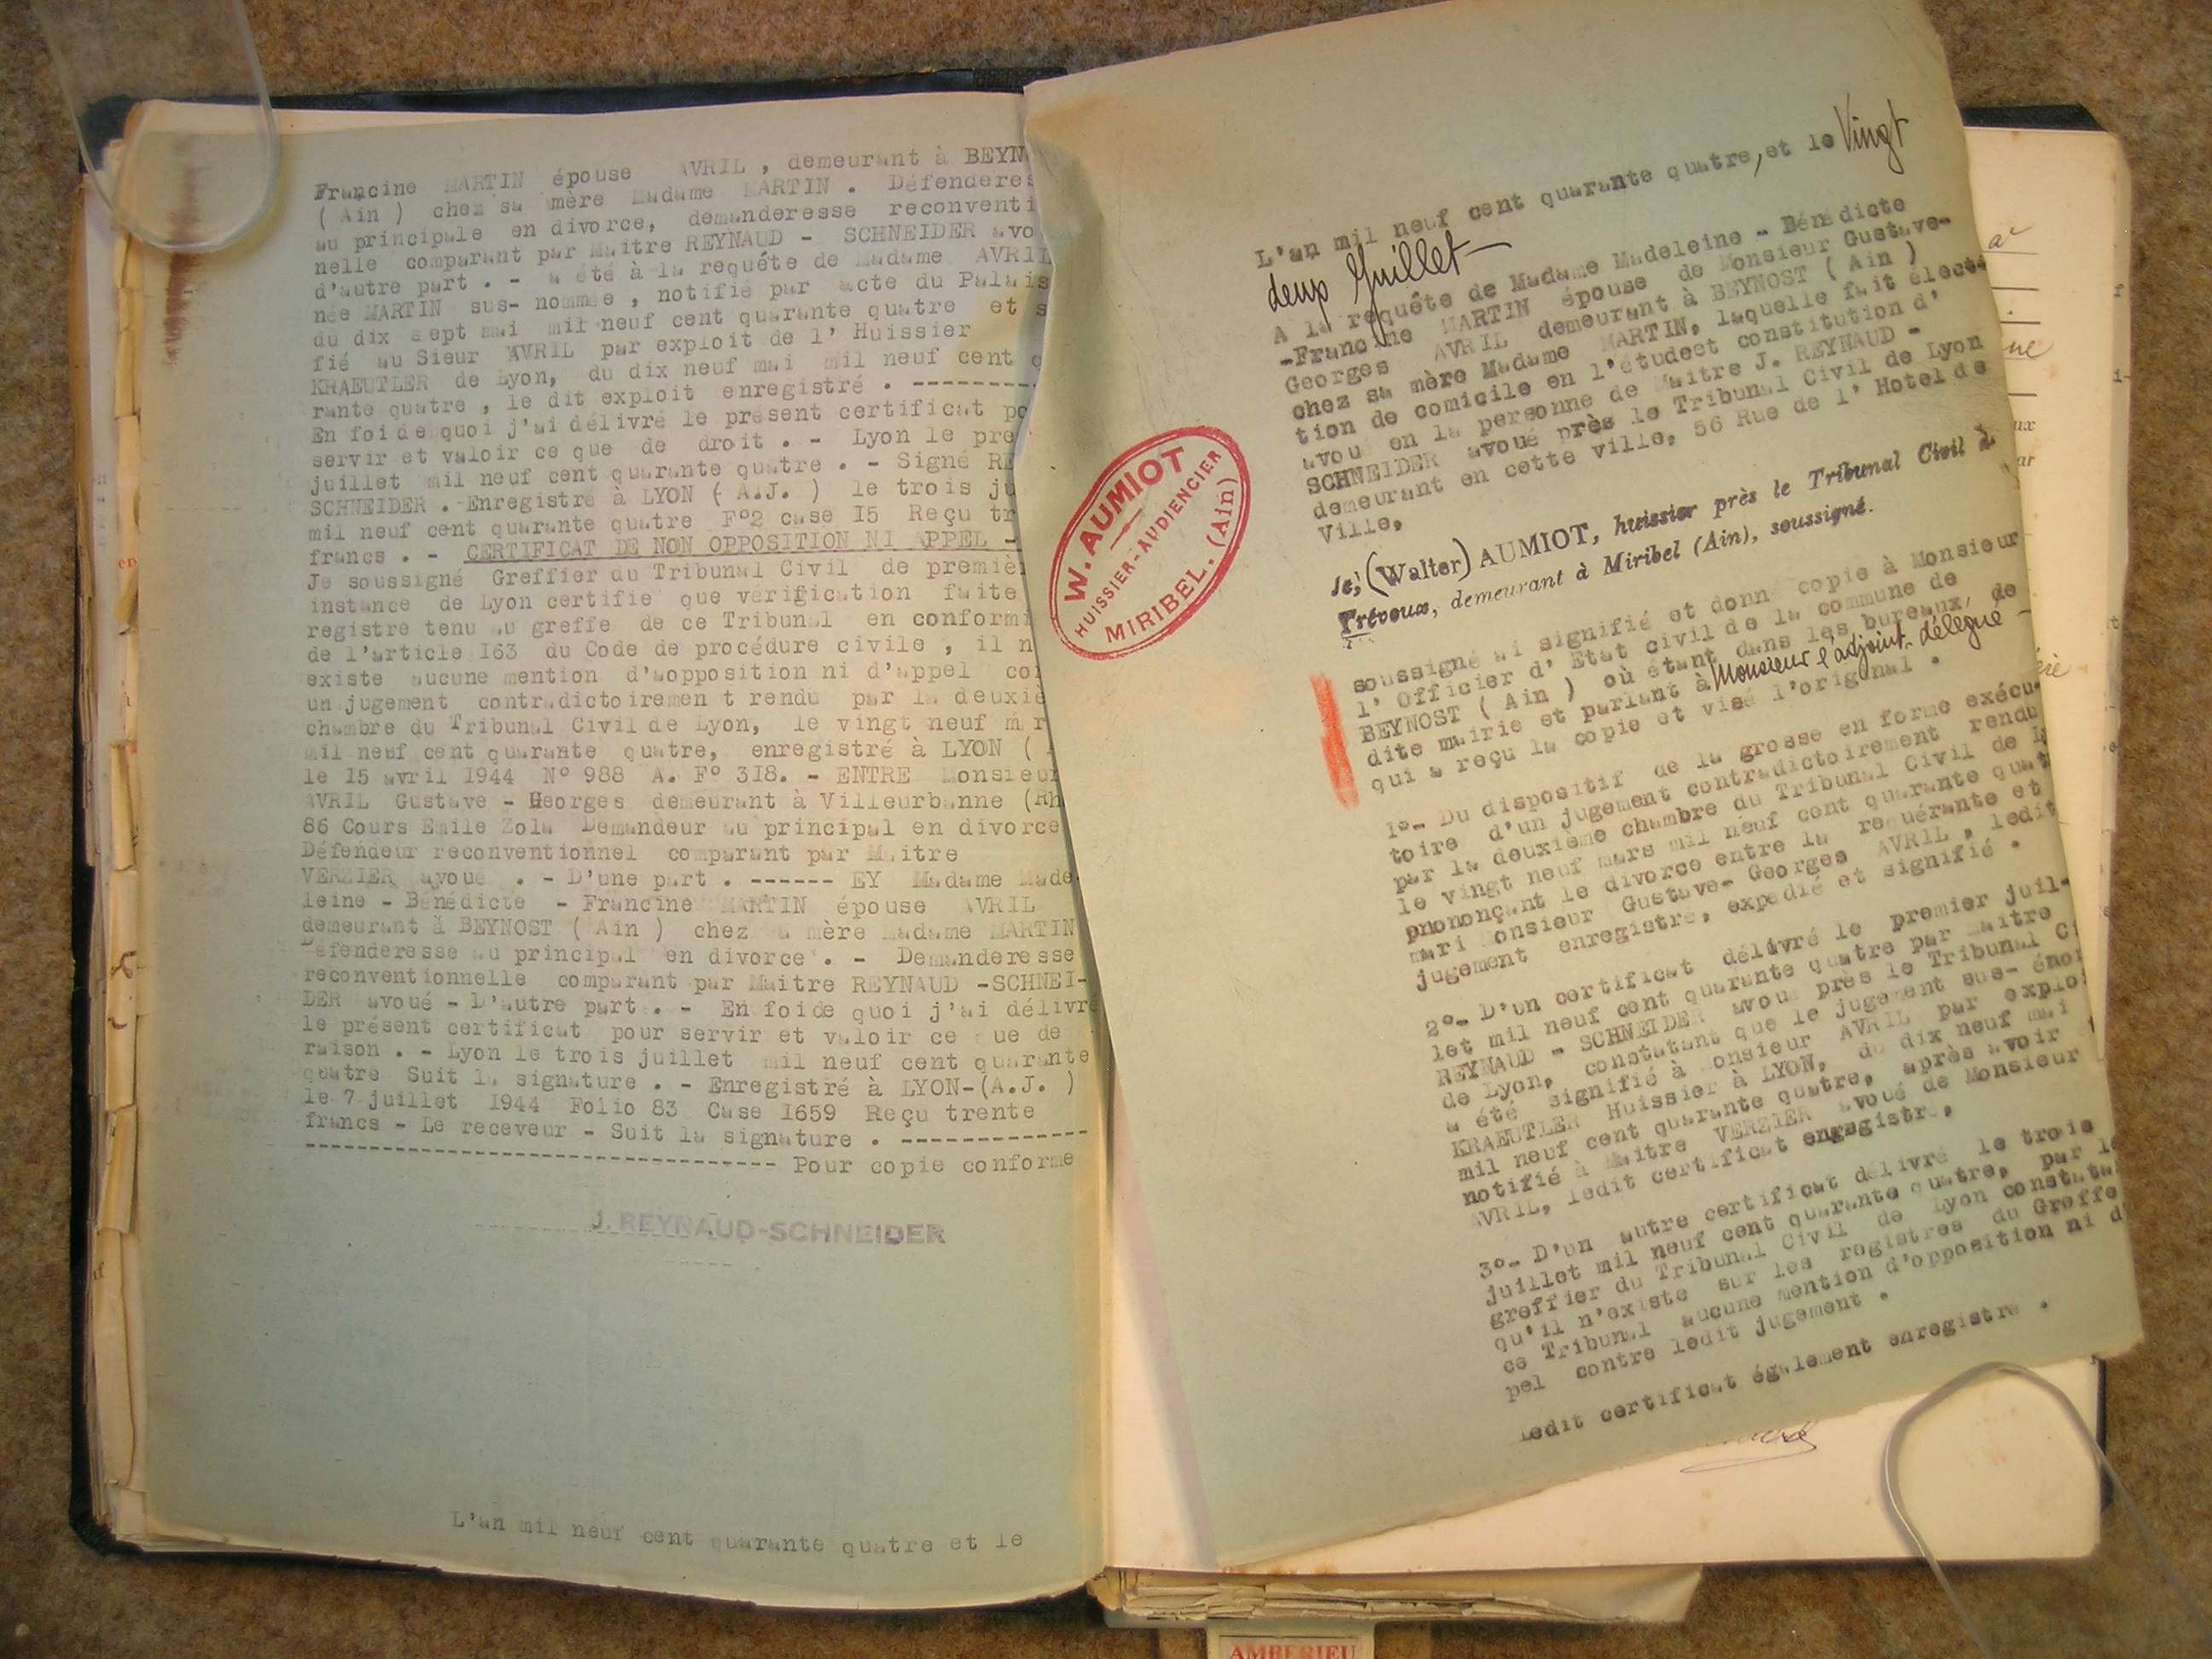 Francine MARTIN épouse AVRIL , demeurant à BEYN
( Ain ) chez sa mère Madame MARTIN . Défenderes
au principale en divorce, demanderesse reconventi
nelle comparant par Maitre REYNAUD - SCHNEIDER avo
d'autre part . - a été à la requéte de Madame AVRIL
née MARTIN sus- nommée , notifié par acte du Palais
du dix sept mai mil neuf cent quarante quatre et s
fié au Sieur AVRIL par exploit de l' Huissier
KRAEUTLER de Lyon, du dix neuf mai mil neuf cent q
rante quatre , le dit exploit enregistré . ---------
En foi de quoi j'ai délivré le présent certificat po
servir et valoir ce que de droit . - Lyon le pre
juillet mil neuf cent quarante quatre . - Signé RE
SCHNEIDER . Enregistré à LYON ( A.J. ) le trois ju
mil neuf cent quarante quatre F°2 case I5 Reçu tr
francs . - CERTIFICAT DE NON OPPOSITION NI APPEL -
Je soussigné Greffier du Tribunal Civil de premiè
instance de Lyon certifie que vérification faite
registre tenu au greffe de ce Tribunal en conformi
de l'article I63 du Code de procédure civile , il n
existe aucune mention d'aopposition ni d'appel co
un jugement contradictoiremen t rendu par la deuxiè
chambre du Tribunal Civil de Lyon, le vingt neuf m r
mil neuf cent quarante quatre, enregistré à LYON (
le 15 avril 1944 N° 988 A. F° 318. - ENTRE Monsieur
AVRIL Gustave - Georges demeurant à Villeurbanne (Rh
86 Cours Emile Zola Demandeur au principal en divorce
Défendeur reconventionnel comparant par Maitre
VERZIER avoué . - D'une part . ------ EY Madame Made-
leine - Bénédicte - Francine MARTIN épouse AVRIL
demeurant à BEYNOST ( Ain ) chez sa mère Madame MARTIN
Défenderesse au principal en divorce . - Demanderesse
reconventionnelle comparant par Maitre REYNAUD -SCHNEI-
DER avoué - D'autre part . - En foi de quoi j'ai délivré
le présent certificat pour servir et valoir ce que de
raison . - Lyon le trois juillet mil neuf cent quarante
quatre Suit la signature . - Enregistré à LYON-(A.J. )
le 7 juillet 1944 Folio 83 Case I659 Reçu trente
francs - Le receveur - Suit la signature . -------------
-------------------------------- Pour copie conforme
J. REYNAUD-SCHNEIDER
L'an mil neuf cent quarante quatre et le
L'an mil neuf cent quarante quatre, et le Vingt
deux Juillet
A la requête de Madame Madeleine - Bénédicte
-Francine MARTIN épouse de Monsieur Gustave-
Georges AVRIL demeurant à BEYNOST ( Ain )
chez sa mère Madame MARTIN, laquelle fait élect
tion de comicile en l'étudeet constitution d'
avoué en la personne de Maitre J. REYNAUD -
SCHNEIDER avoué près le Tribunal Civil de Lyon
demeurant en cette ville, 56 Rue de l' Hotel de
Ville,
Je, (Walter) AUMIOT, huissier près le Tribunal Civil de
Trévoux, demeurant à Miribel (Ain), soussigné.
W. AUMIOT
HUISSIER-AUDIENCIER
MIRIBEL. (Ain)
soussigné ai signifié et donné copie à Monsieur
l' Officier d' Etat civil de la commune de
BEYNOST ( Ain ) où étant dans les bureaux, de
dite mairie et parlant à Monsieur l'adjoint délégué -
qui a reçu la copie et visé l'original .
1°- Du dispositif de la grosse en forme exécu-
toire d'un jugement contradictoirement rendu
par la deuxième chambre du Tribunal Civil de L
le vingt neuf mars mil neuf cent quarante quat
pnononçant le divorce entre la requérante et
mari Monsieur Gustave- Georges AVRIL , ledit
jugement enregistré, expédié et signifié .
2°- D'un certificat délivré le premier juil-
let mil neuf cent quarante quatre par Maitre
REYNAUD - SCHNEIDER avoué près le Tribunal Ci
de Lyon, constatant que le jugement sus- énon
a été signifié à Monsieur AVRIL par exploi
KRAEUTLER Huissier à LYON, du dix neuf mai
mil neuf cent quarante quatre, après avoir
notifié à Maitre VERZIER avoué de Monsieur
AVRIL, ledit certificat engegistré,
3°- D'un autre certificat délivré le trois
juillet mil neuf cent quarante quatre, par le
greffier du Tribunal Civil de Lyon constata
qu'il n'existe sur les registres du Greffe
ce Tribunal aucune mention d'opposition ni d
pel contre ledit jugement .
Ledit certificat également enregistré .
AMBERIEU